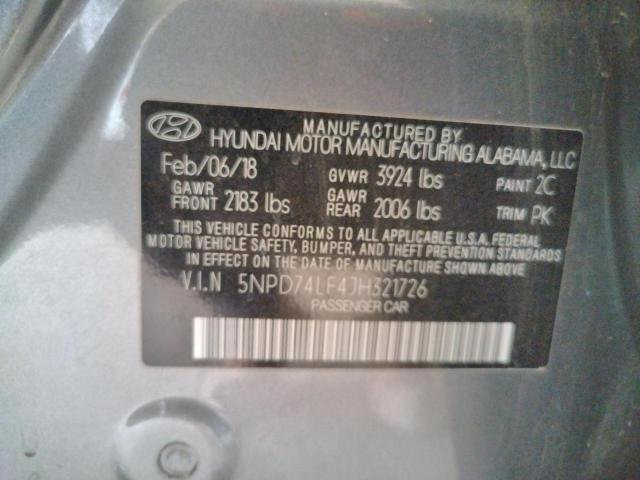 MANUFACTURED BY
HYUNDAI MOTOR MANUFACTURING ALABAMA, LLC
Feb/06/18 GVWR 3924 lbs PAINT 2C
GAWR FRONT 2183 lbs GAWR REAR 2006 lbs TRIM PK
THIS VEHICLE CONFORMS TO ALL APPLICABLE U.S.A. FEDERAL
MOTOR VEHICLE SAFETY, BUMPER, AND THEFT PREVENTION STANDARDS
IN EFFECT ON THE DATE OF MANUFACTURE SHOWN ABOVE.
V.I.N 5NPD74LF4JH321726
PASSENGER CAR